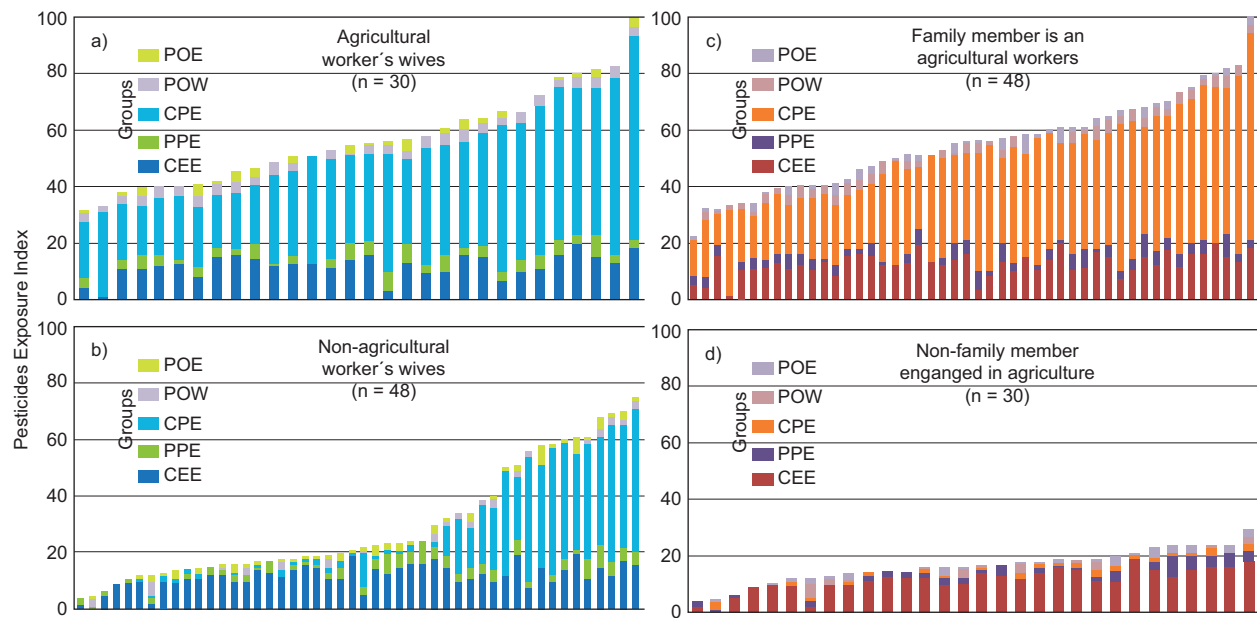 Pesticides Exposure Index
100
80
60
40
20
0
a)
Groups
POE
POW
CPE
PPE
CEE
Agricultural
worker´s wives
(n = 30)
100
80
60
40
20
0
c)
Groups
POE
POW
CPE
PPE
CEE
Family member is an
agricultural workers
(n = 48)
100
80
60
40
20
0
b)
Groups
POE
POW
CPE
PPE
CEE
Non-agricultural
worker´s wives
(n = 48)
100
80
60
40
20
0
d)
Groups
POE
POW
CPE
PPE
CEE
Non-family member
enganged in agriculture
(n = 30)